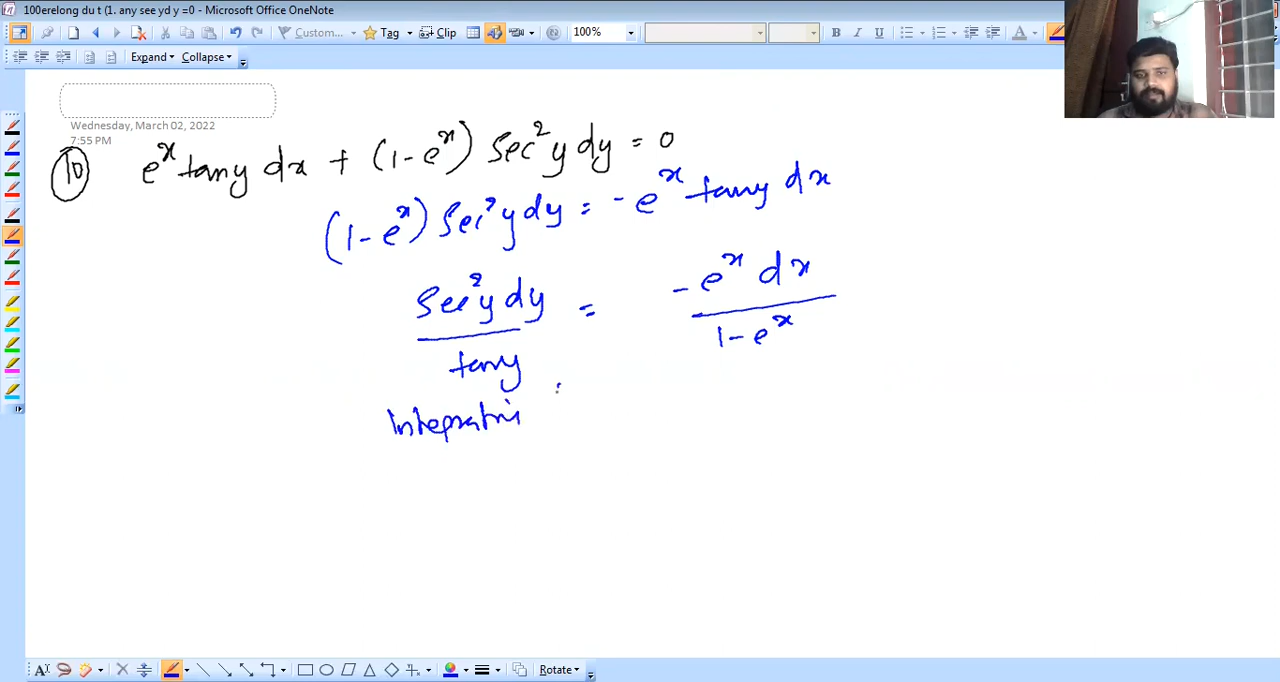 100erelong du t (1. any see yd y =0 - Microsoft Office OneNote
Custom... Tag Clip 100% B I U A
Expand Collapse
Wednesday, March 02, 2022
7:55 PM
10 e^x tany dx + (1-e^x) Sec^2 y dy = 0
(1-e^x) Sec^2 y dy = -e^x tany dx
Sec^2 y dy / tany = -e^x dx / 1-e^x
Integratin
A Rotate